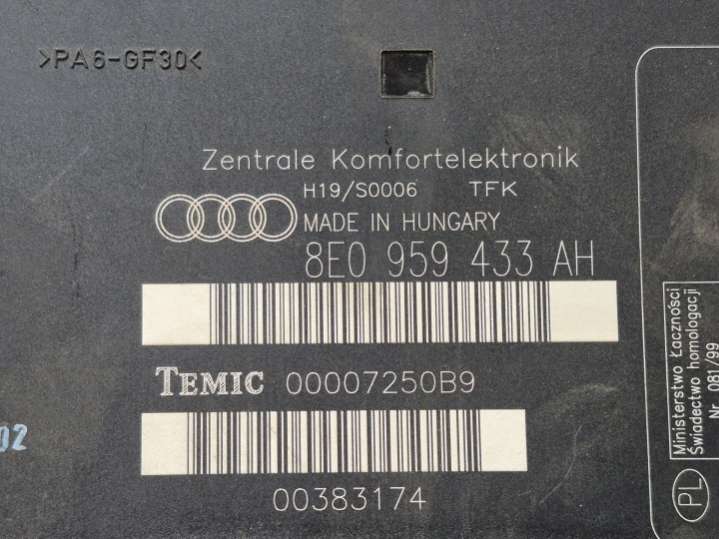 >PA6-GF30<
Zentrale Komfortelektronik
H19/S0006 TFK
MADE IN HUNGARY
8E0 959 433 AH
TEMIC 00007250B9
00383174
02
Ministerstwo Łączności
Świadectwo homologacji
Nr 081/99
PL